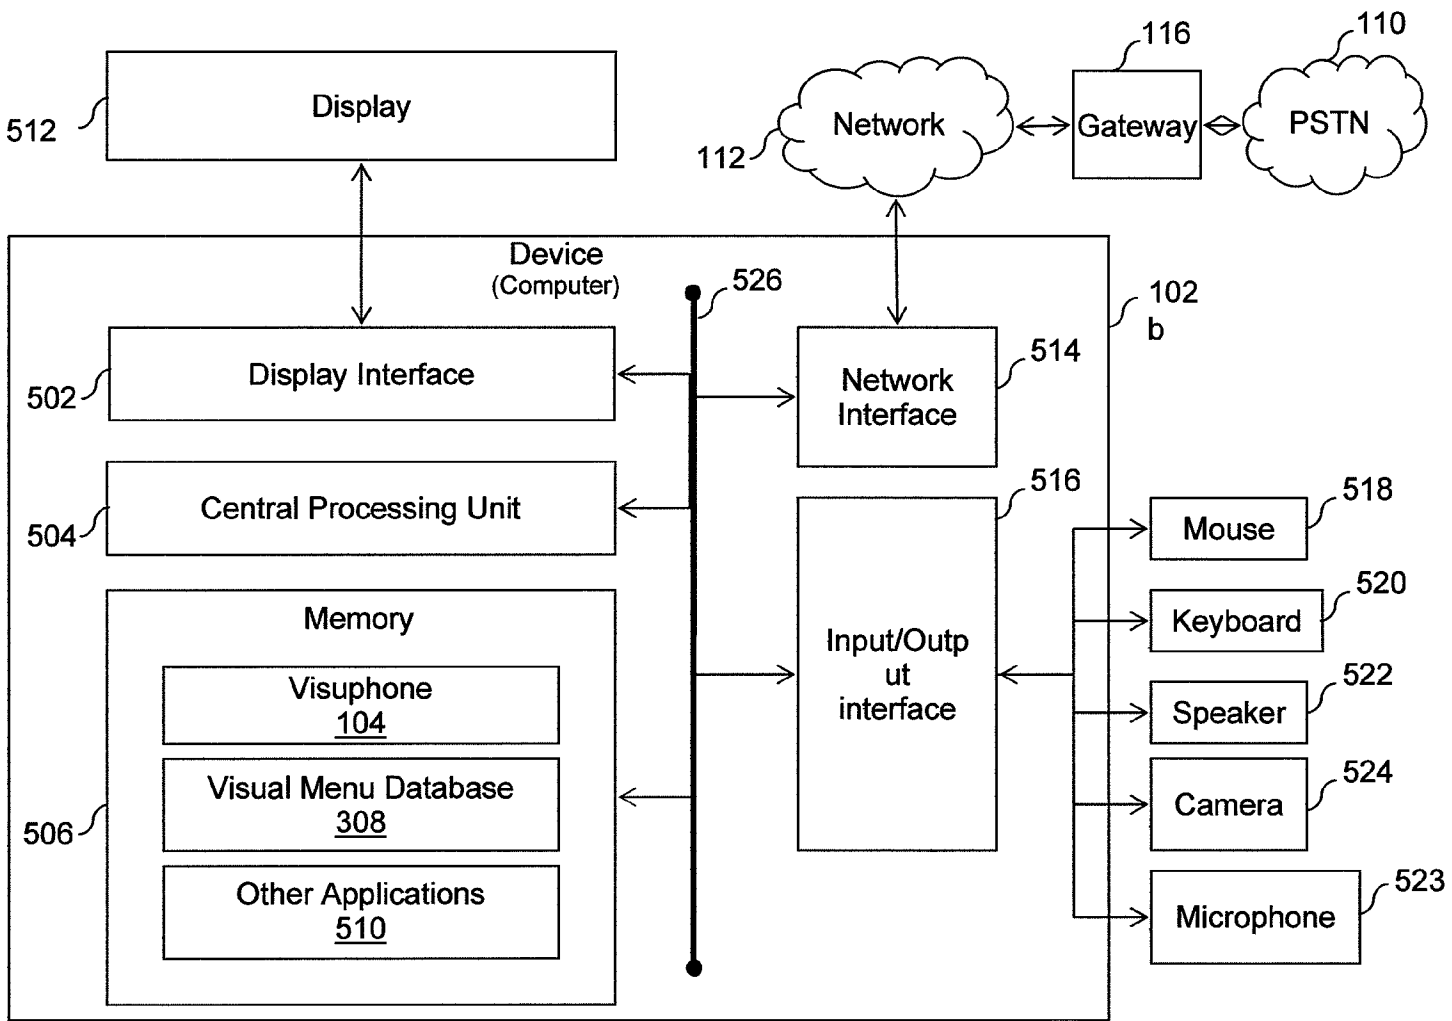 116
110
Display
512
Network
112
Gateway
PSTN
Device
(Computer)
526
102
b
Display Interface
502
Network
Interface
514
Central Processing Unit
504
516
Input/Outp
ut
interface
Memory
506
Visuphone
104
Visual Menu Database
308
Other Applications
510
Mouse
518
Keyboard
520
Speaker
522
Camera
524
Microphone
523